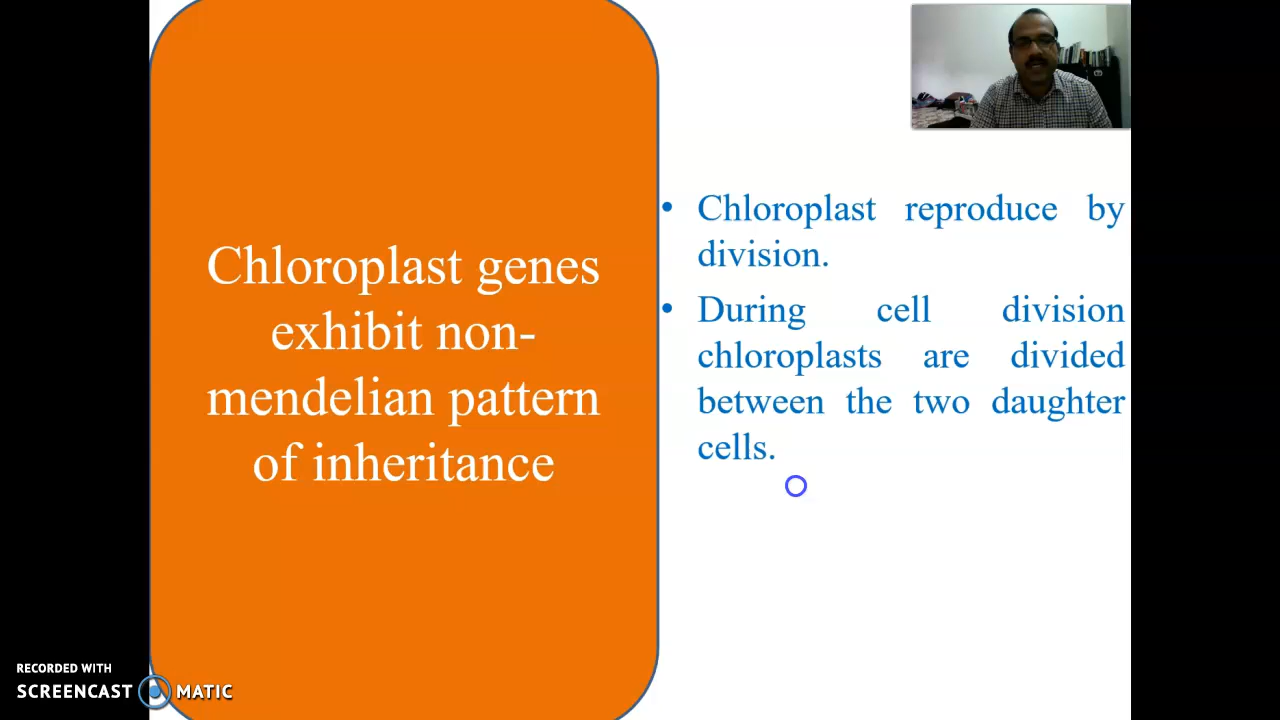 Chloroplast genes
exhibit non-
mendelian pattern
of inheritance
• Chloroplast reproduce by
division.
• During cell division
chloroplasts are divided
between the two daughter
cells.
RECORDED WITH
SCREENCAST MATIC